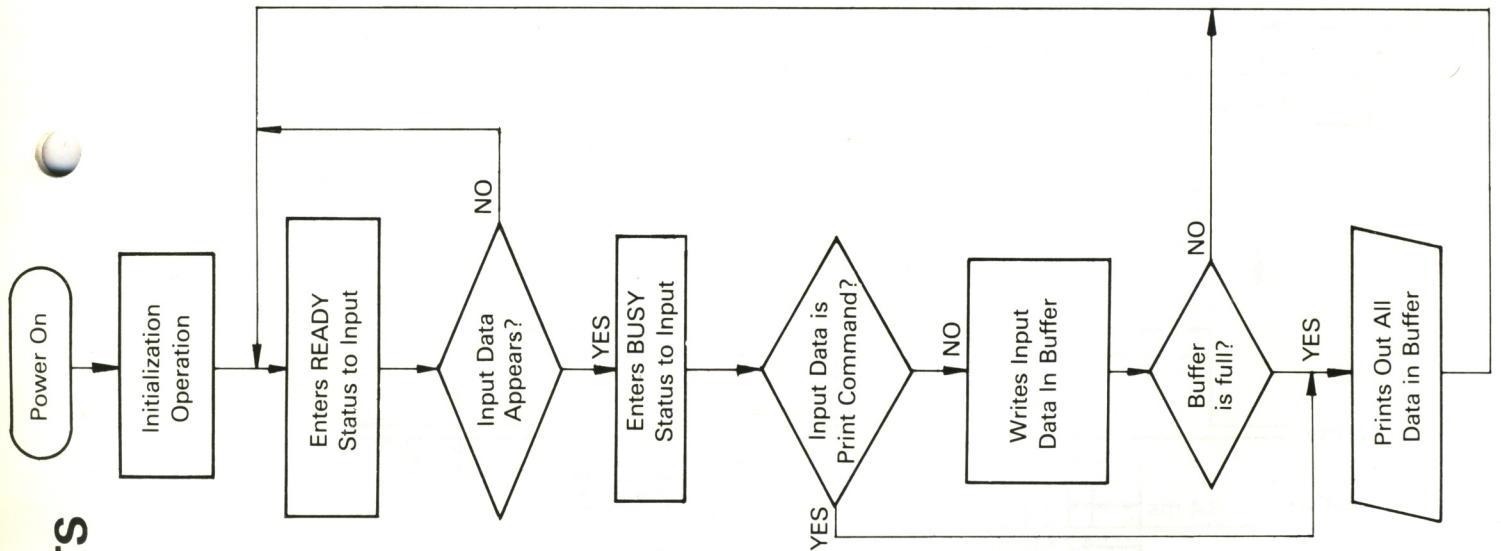 Power On
Initialization
Operation
Enters READY
Status to Input
Input Data
Appears?
NO
YES
Enters BUSY
Status to Input
Input Data is
Print Command?
YES
NO
Writes Input
Data In Buffer
Buffer
is full?
NO
YES
Prints Out All
Data in Buffer